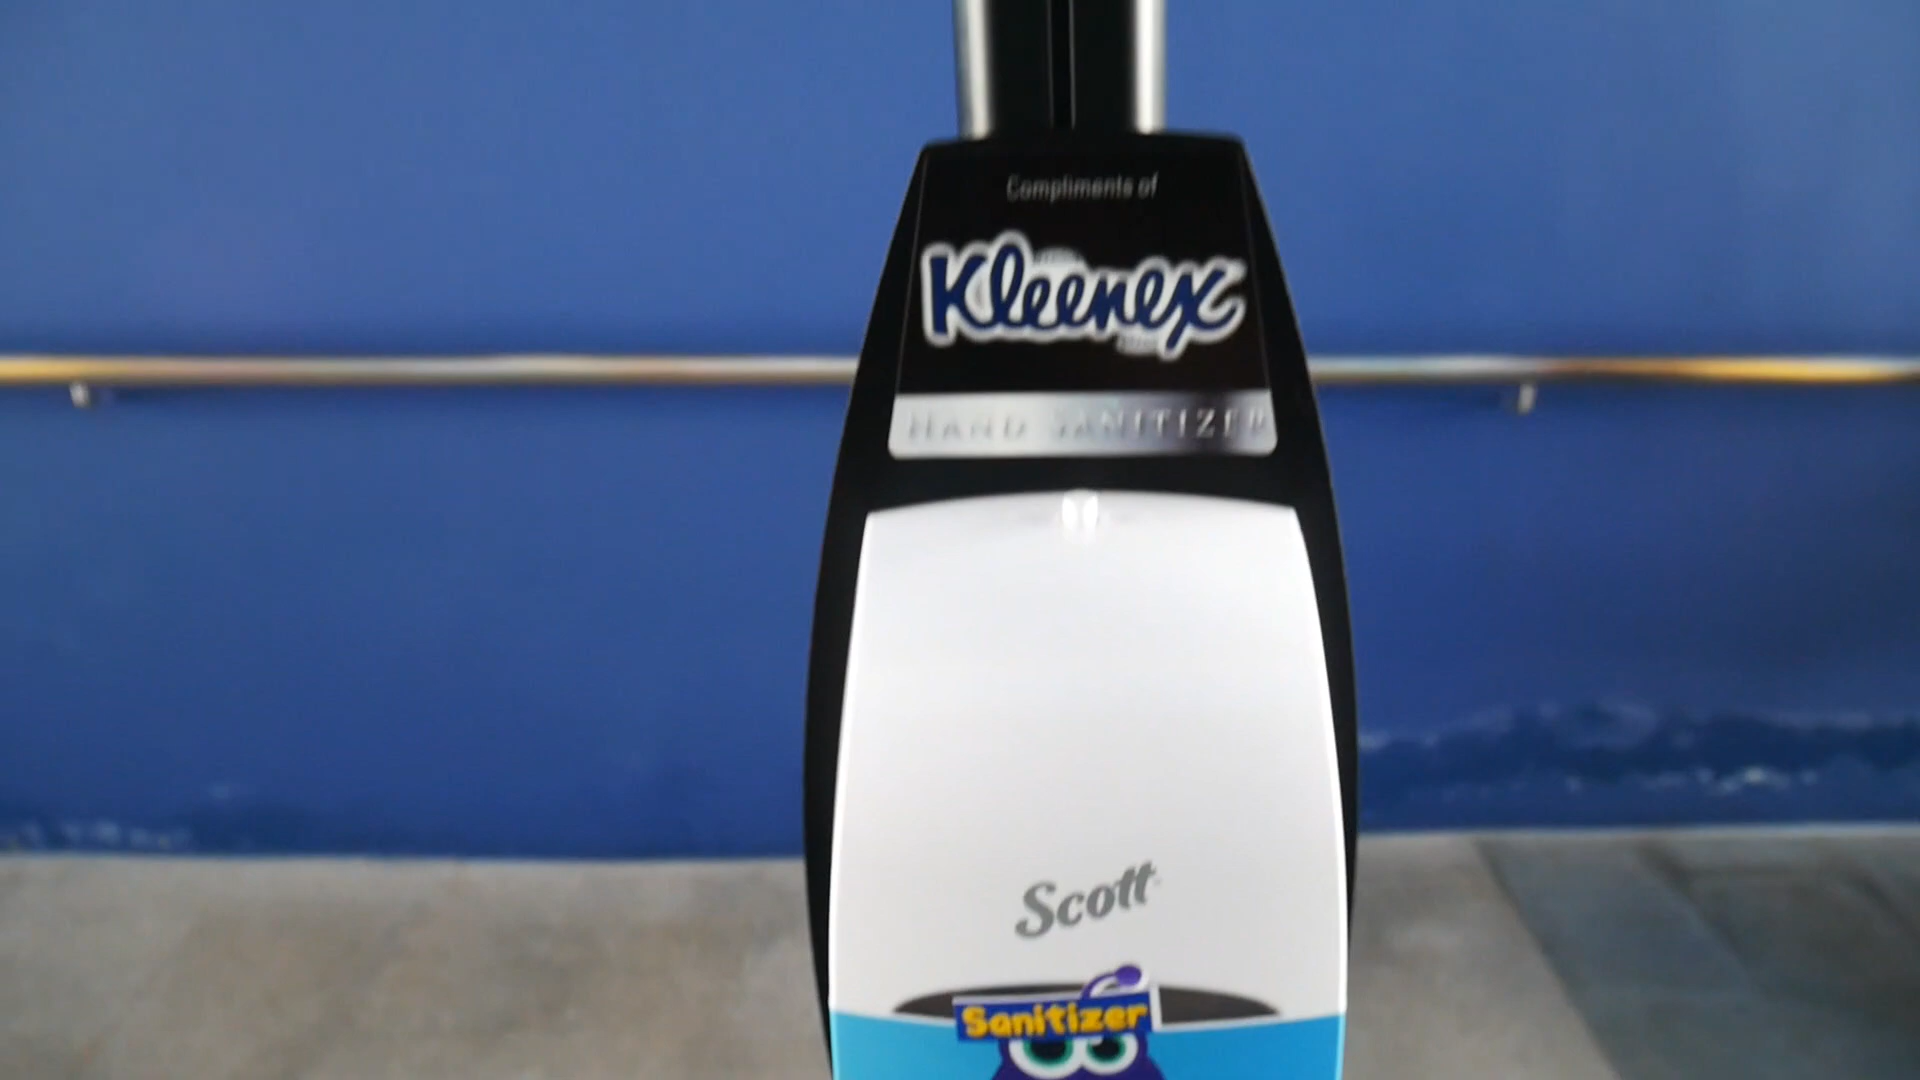 Compliments of
Kleenex
HAND SANITIZER
Scott
Sanitizer